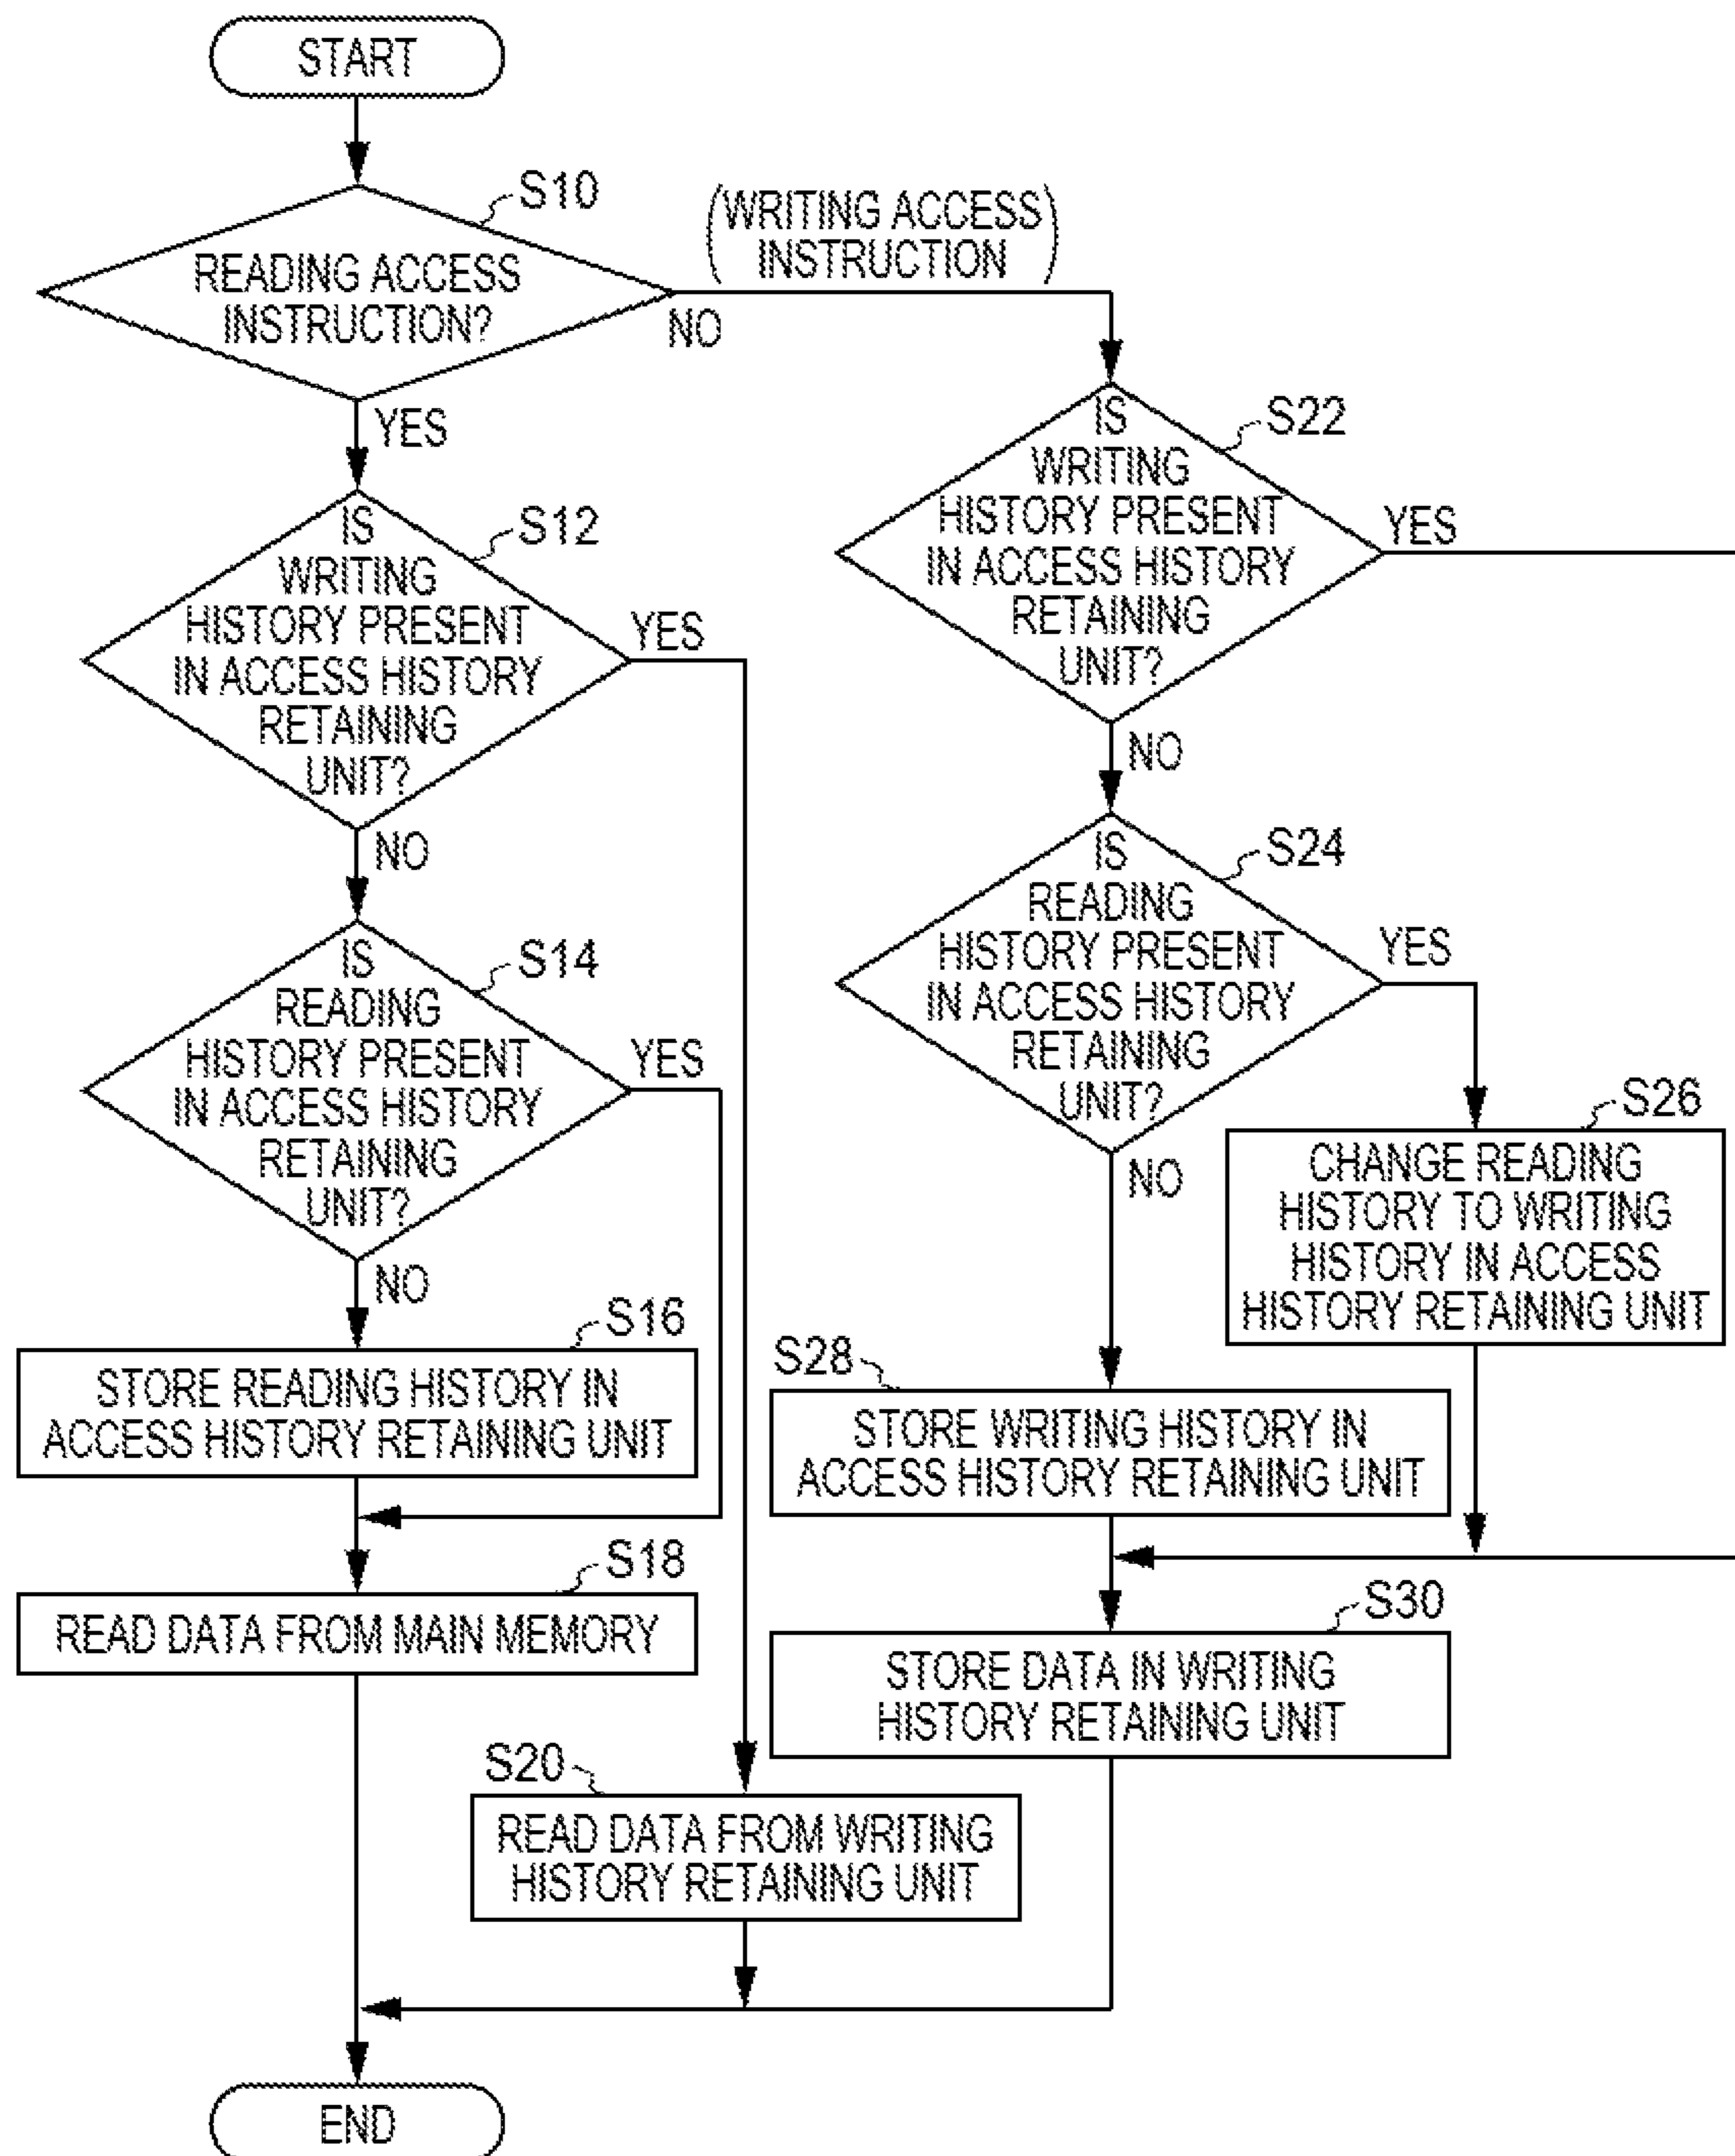 START
S10
READING ACCESS
INSTRUCTION?
(WRITING ACCESS
INSTRUCTION)
NO
YES
S12
IS
WRITING
HISTORY PRESENT
IN ACCESS HISTORY
RETAINING
UNIT?
YES
NO
S14
IS
READING
HISTORY PRESENT
IN ACCESS HISTORY
RETAINING
UNIT?
YES
NO
S16
STORE READING HISTORY IN
ACCESS HISTORY RETAINING UNIT
S18
READ DATA FROM MAIN MEMORY
S20
READ DATA FROM WRITING
HISTORY RETAINING UNIT
S22
IS
WRITING
HISTORY PRESENT
IN ACCESS HISTORY
RETAINING
UNIT?
YES
NO
S24
IS
READING
HISTORY PRESENT
IN ACCESS HISTORY
RETAINING
UNIT?
YES
NO
S26
CHANGE READING
HISTORY TO WRITING
HISTORY IN ACCESS
HISTORY RETAINING UNIT
S28
STORE WRITING HISTORY IN
ACCESS HISTORY RETAINING UNIT
S30
STORE DATA IN WRITING
HISTORY RETAINING UNIT
END